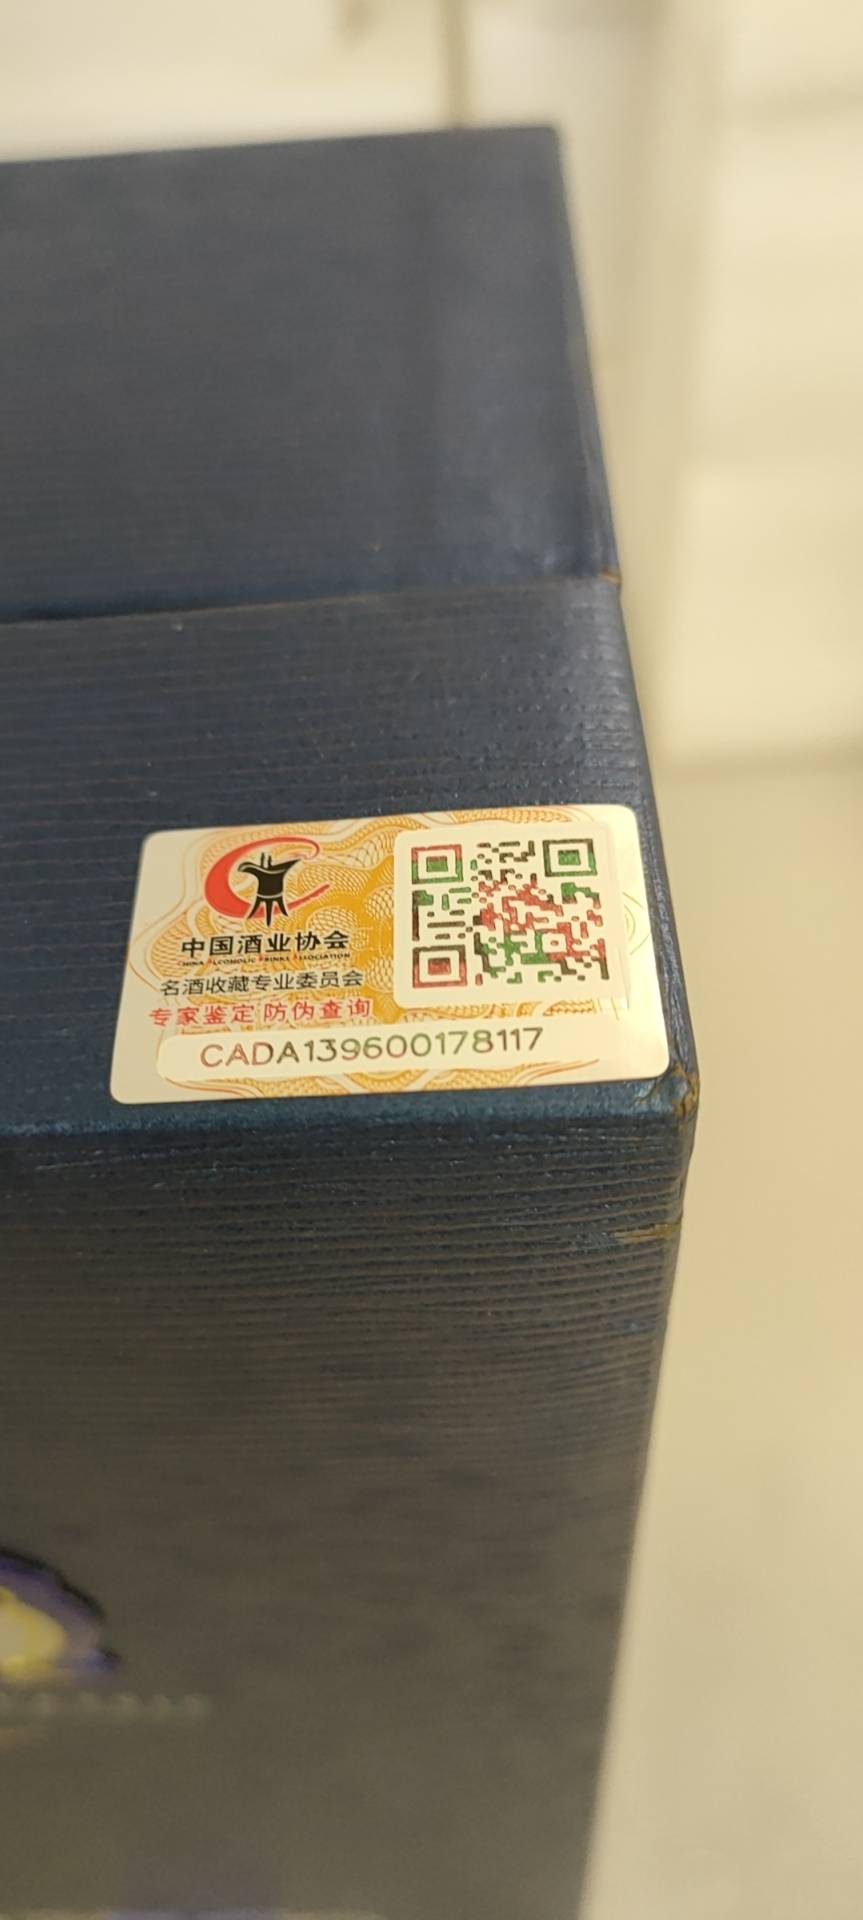 中国酒业协会
CHINA ALCOHOLIC DRINKS ASSOCIATION
名酒收藏专业委员会
专家鉴定 防伪查询
CADA139600178117